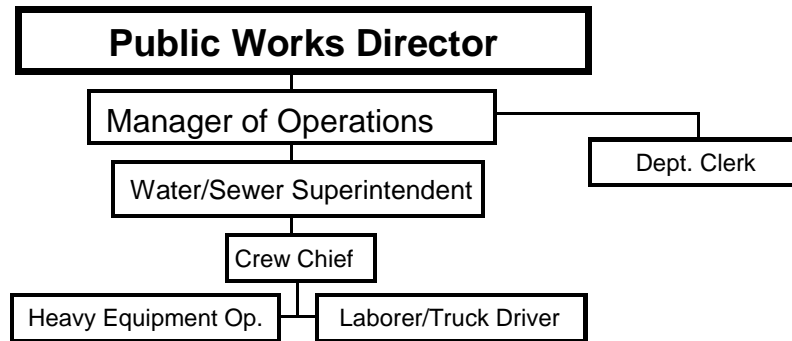 Public Works Director
Manager of Operations
Dept. Clerk
Water/Sewer Superintendent
Crew Chief
Heavy Equipment Op.
Laborer/Truck Driver